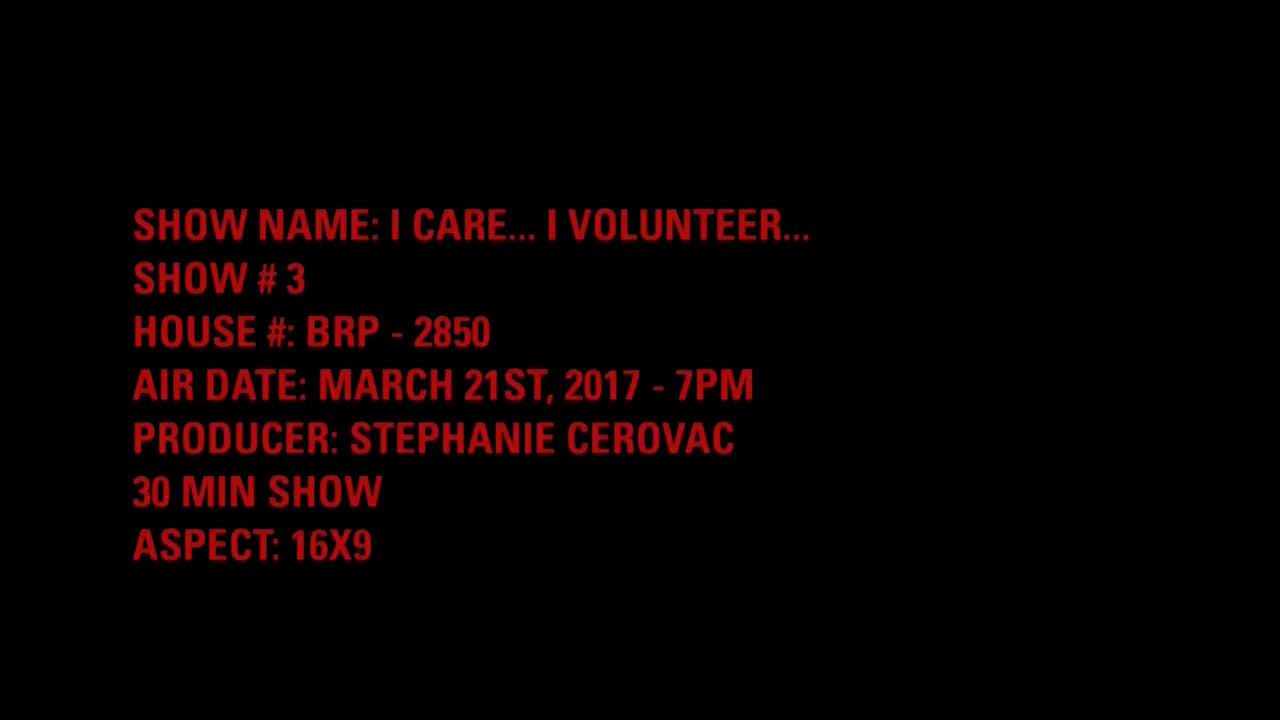 SHOW NAME: I CARE... I VOLUNTEER...
SHOW # 3
HOUSE #: BRP - 2850
AIR DATE: MARCH 21ST, 2017 - 7PM
PRODUCER: STEPHANIE CEROVAC
30 MIN SHOW
ASPECT: 16X9